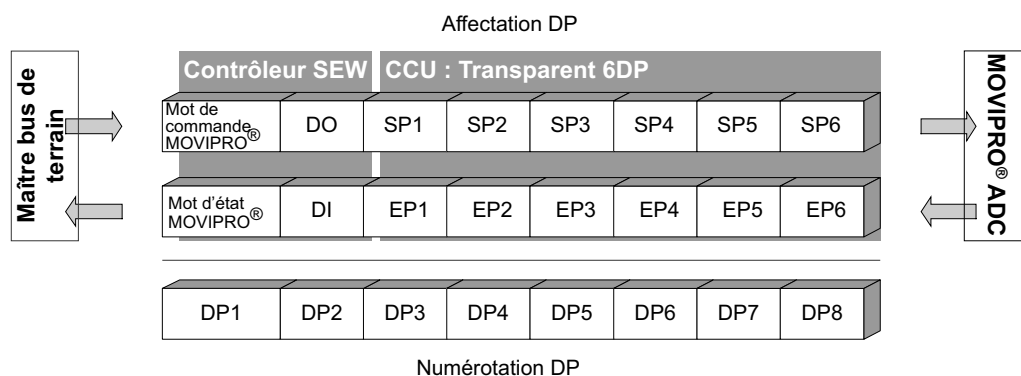 Affectation DP
Maître bus de
terrain
Contrôleur SEW
CCU : Transparent 6DP
MOVIPRO® ADC
Mot de
commande
MOVIPRO®
DO
SP1
SP2
SP3
SP4
SP5
SP6
Mot d'état
MOVIPRO®
DI
EP1
EP2
EP3
EP4
EP5
EP6
DP1
DP2
DP3
DP4
DP5
DP6
DP7
DP8
Numérotation DP